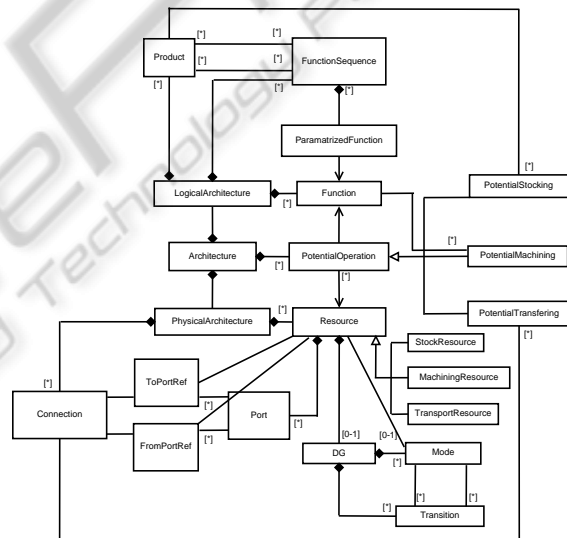 [*]
[*]
Product
FunctionSequence
[*]
[*]
[*]
[*]
[*]
ParamatrizedFunction
[*]
LogicalArchitecture
Function
PotentialStocking
[*]
[*]
Architecture
PotentialOperation
PotentialMachining
[*]
[*]
[*]
PhysicalArchitecture
Resource
PotentialTransfering
[*]
StockResource
ToPortRef
MachiningResource
[*]
[*]
Connection
Port
TransportResource
FromPortRef
[*]
[*]
[0-1]
[0-1]
DG
Mode
[*]
[*]
[*]
[*]
Transition
Technology